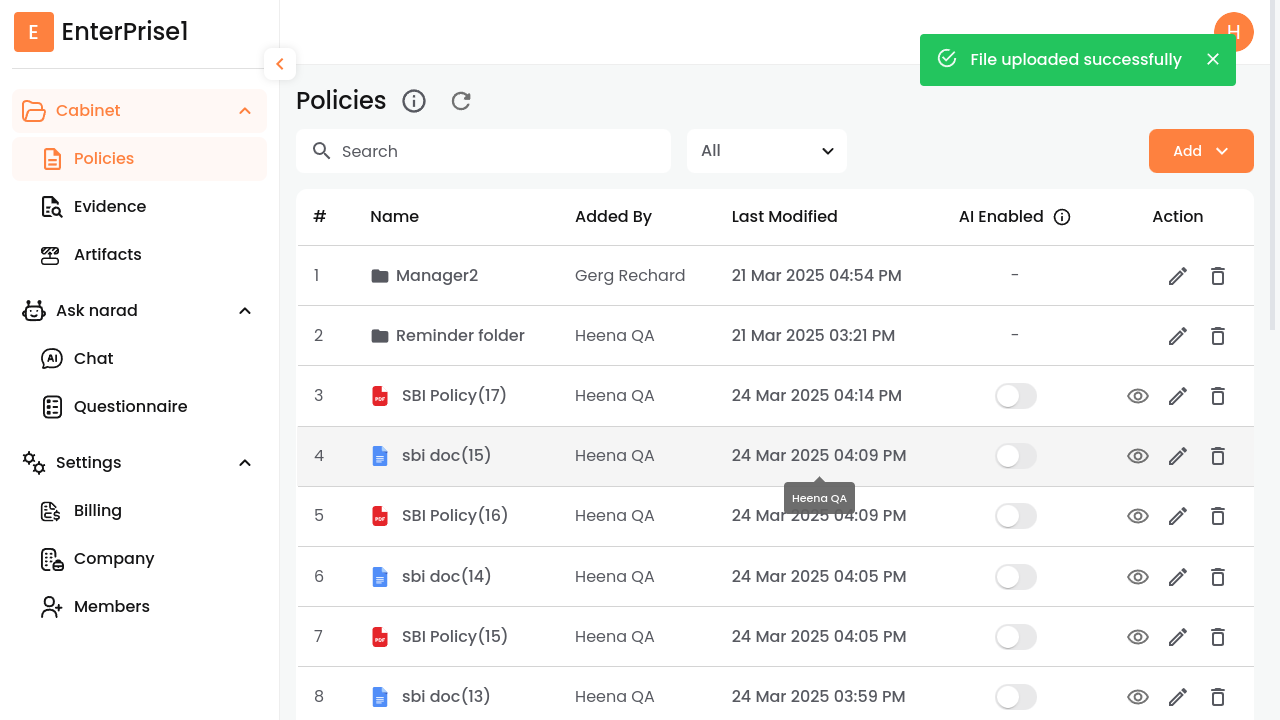 E EnterPrise1
H
File uploaded successfully
Cabinet
Policies
Evidence
Artifacts
Ask narad
AI Chat
Questionnaire
Settings
Billing
Company
Members
Policies
Search
All
Add
# Name Added By Last Modified AI Enabled Action
1 Manager2 Gerg Rechard 21 Mar 2025 04:54 PM -
2 Reminder folder Heena QA 21 Mar 2025 03:21 PM -
3 PDF SBI Policy(17) Heena QA 24 Mar 2025 04:14 PM
4 sbi doc(15) Heena QA 24 Mar 2025 04:09 PM
Heena QA
5 PDF SBI Policy(16) Heena QA 24 Mar 2025 04:09 PM
6 sbi doc(14) Heena QA 24 Mar 2025 04:05 PM
7 PDF SBI Policy(15) Heena QA 24 Mar 2025 04:05 PM
8 sbi doc(13) Heena QA 24 Mar 2025 03:59 PM